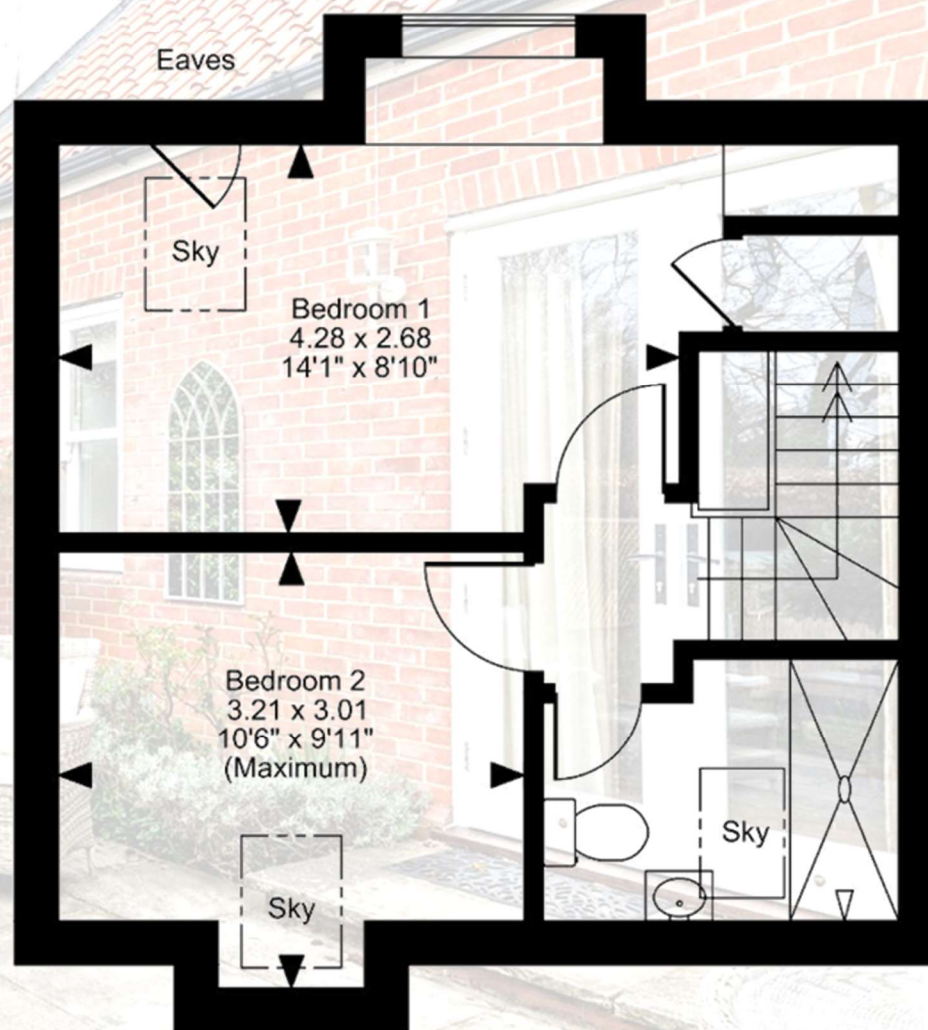 Eaves
Sky
Bedroom 1
4.28 x 2.68
14'1" x 8'10"
Bedroom 2
3.21 x 3.01
10'6" x 9'11"
(Maximum)
Sky
Sky